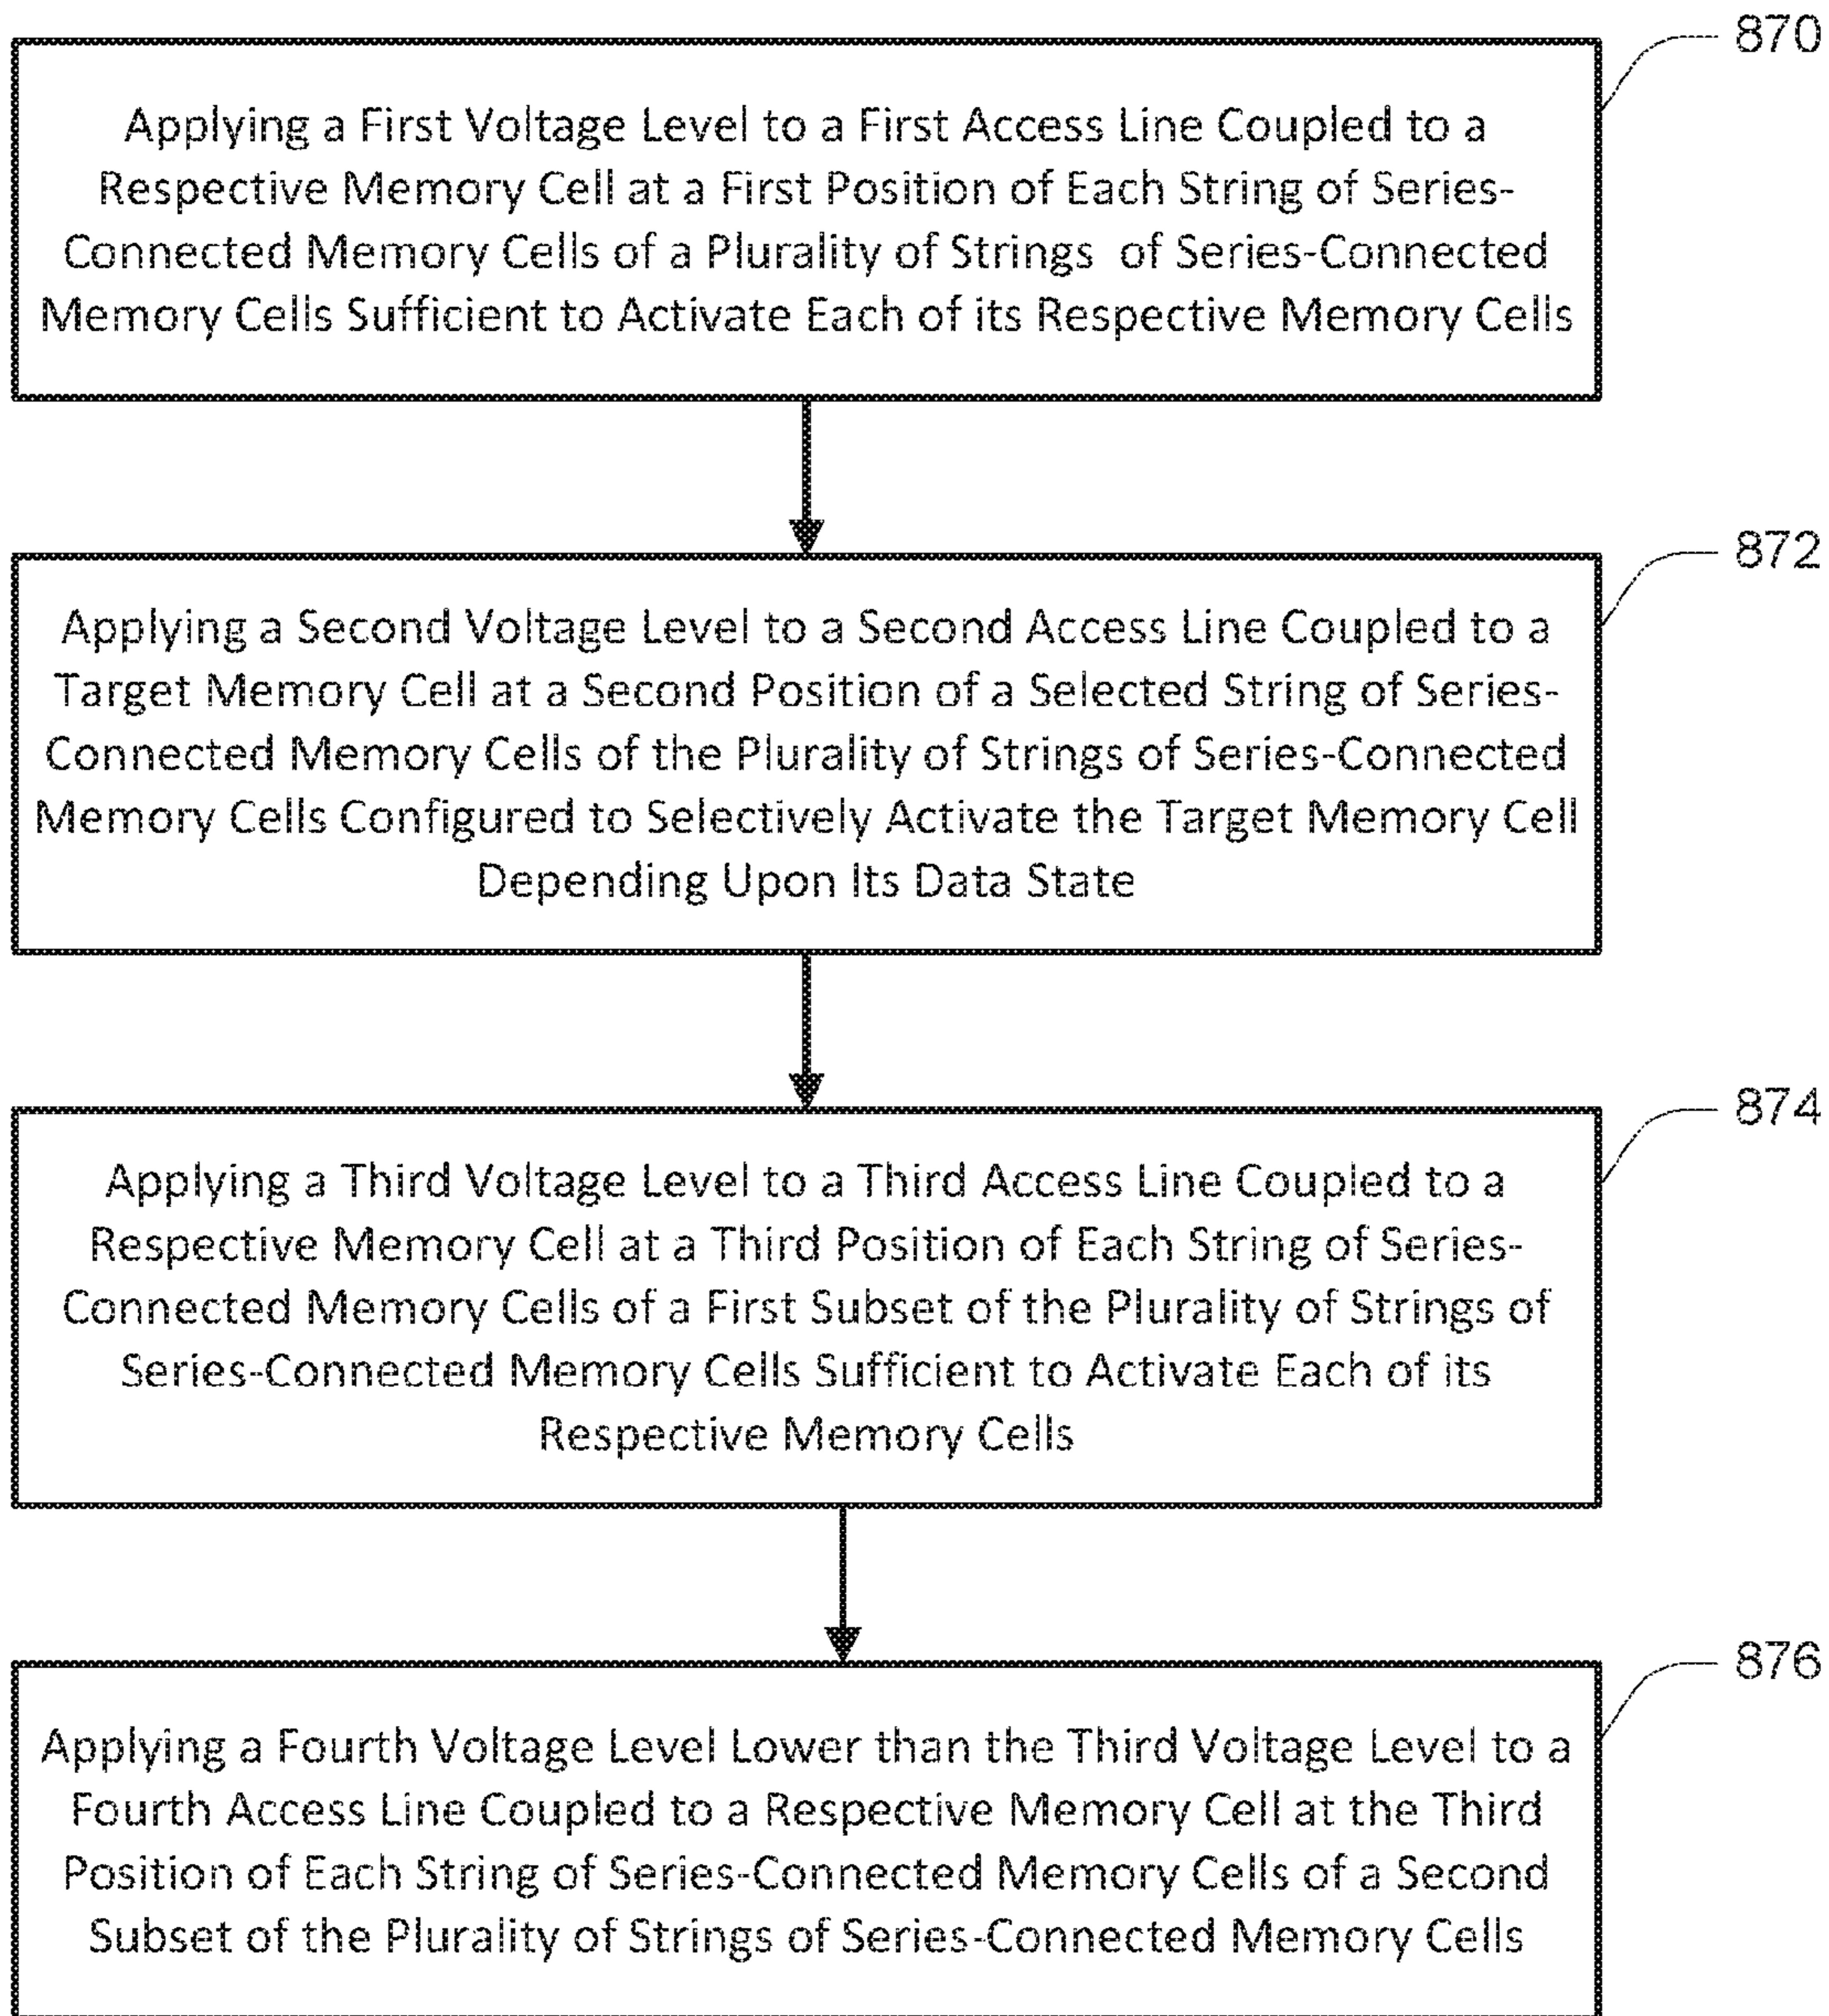 870
Applying a First Voltage Level to a First Access Line Coupled to a
Respective Memory Cell at a First Position of Each String of Series-
Connected Memory Cells of a Plurality of Strings of Series-Connected
Memory Cells Sufficient to Activate Each of its Respective Memory Cells
872
Applying a Second Voltage Level to a Second Access Line Coupled to a
Target Memory Cell at a Second Position of a Selected String of Series-
Connected Memory Cells of the Plurality of Strings of Series-Connected
Memory Cells Configured to Selectively Activate the Target Memory Cell
Depending Upon Its Data State
874
Applying a Third Voltage Level to a Third Access Line Coupled to a
Respective Memory Cell at a Third Position of Each String of Series-
Connected Memory Cells of a First Subset of the Plurality of Strings of
Series-Connected Memory Cells Sufficient to Activate Each of its
Respective Memory Cells
876
Applying a Fourth Voltage Level Lower than the Third Voltage Level to a
Fourth Access Line Coupled to a Respective Memory Cell at the Third
Position of Each String of Series-Connected Memory Cells of a Second
Subset of the Plurality of Strings of Series-Connected Memory Cells